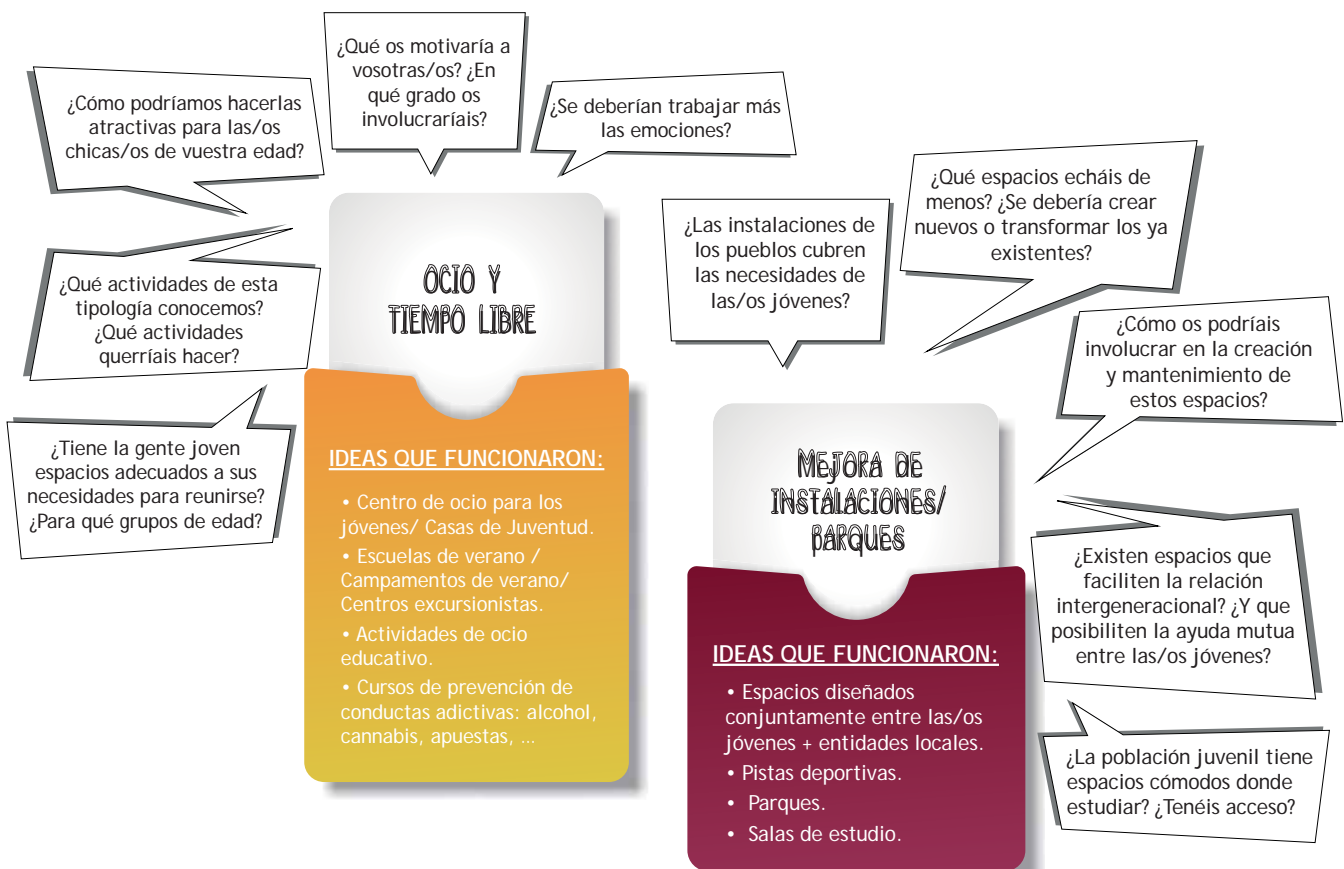 ¿Qué os motivaría a
vosotras/os? ¿En
qué grado os
involucraríais?
¿Cómo podríamos hacerlas
atractivas para las/os
chicas/os de vuestra edad?
¿Se deberían trabajar más
las emociones?
¿Qué actividades de esta
tipología conocemos?
¿Qué actividades
querríais hacer?
¿Tiene la gente joven
espacios adecuados a sus
necesidades para reunirse?
¿Para qué grupos de edad?
OCIO Y
TIEMPO LIBRE
IDEAS QUE FUNCIONARON:
• Centro de ocio para los
jóvenes/ Casas de Juventud.
• Escuelas de verano /
Campamentos de verano/
Centros excursionistas.
• Actividades de ocio
educativo.
• Cursos de prevención de
conductas adictivas: alcohol,
cannabis, apuestas, ...
¿Las instalaciones de
los pueblos cubren
las necesidades de
las/os jóvenes?
¿Qué espacios echáis de
menos? ¿Se debería crear
nuevos o transformar los ya
existentes?
¿Cómo os podríais
involucrar en la creación
y mantenimiento de
estos espacios?
¿Existen espacios que
faciliten la relación
intergeneracional? ¿Y que
posibiliten la ayuda mutua
entre las/os jóvenes?
¿La población juvenil tiene
espacios cómodos donde
estudiar? ¿Tenéis acceso?
Mejora de
Instalaciones/
parques
IDEAS QUE FUNCIONARON:
• Espacios diseñados
conjuntamente entre las/os
jóvenes + entidades locales.
• Pistas deportivas.
• Parques.
• Salas de estudio.